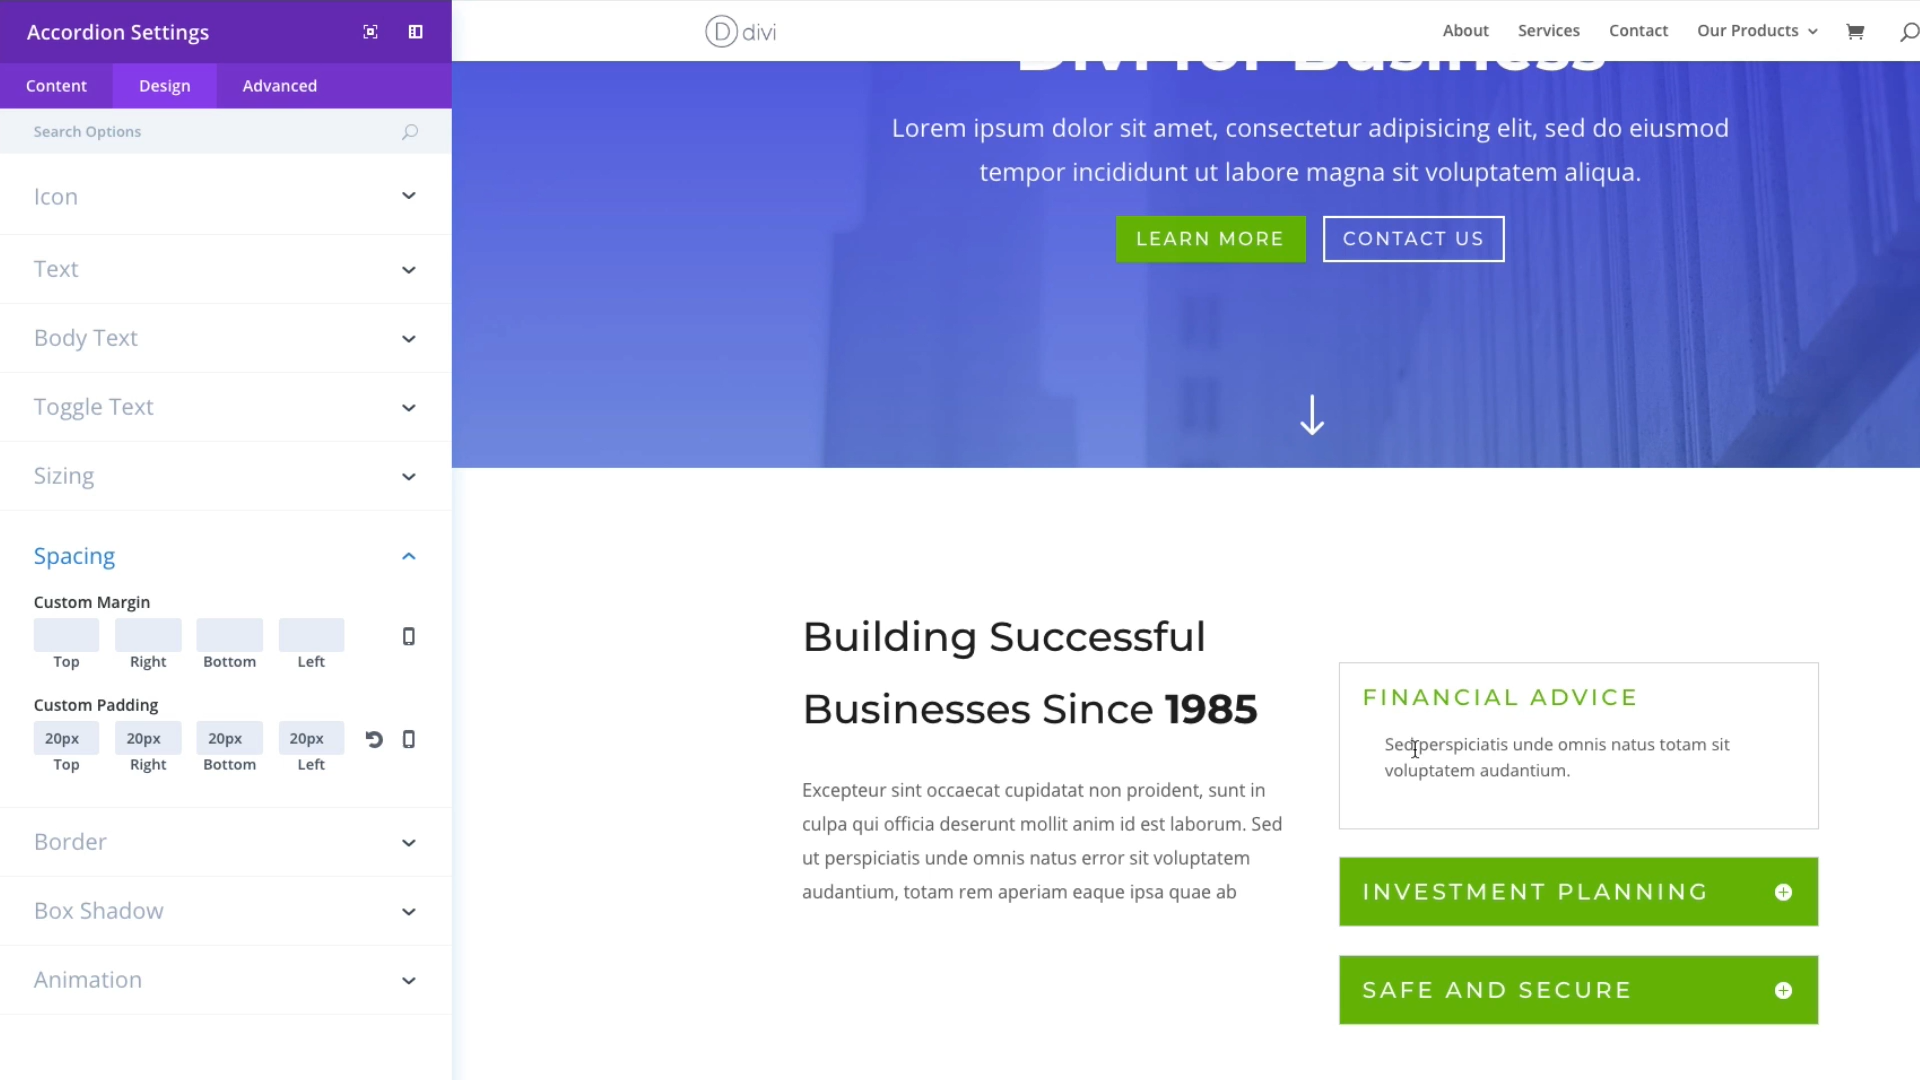 Accordion Settings
Content Design Advanced
Search Options
Icon
Text
Body Text
Toggle Text
Sizing
Spacing
Custom Margin
Top Right Bottom Left
Custom Padding
20px 20px 20px 20px
Top Right Bottom Left
Border
Box Shadow
Animation
D divi
About Services Contact Our Products
Divi for Business
Lorem ipsum dolor sit amet, consectetur adipisicing elit, sed do eiusmod
tempor incididunt ut labore magna sit voluptatem aliqua.
LEARN MORE CONTACT US
Building Successful
Businesses Since 1985
Excepteur sint occaecat cupidatat non proident, sunt in
culpa qui officia deserunt mollit anim id est laborum. Sed
ut perspiciatis unde omnis natus error sit voluptatem
audantium, totam rem aperiam eaque ipsa quae ab
FINANCIAL ADVICE
Sed perspiciatis unde omnis natus totam sit
voluptatem audantium.
INVESTMENT PLANNING
SAFE AND SECURE